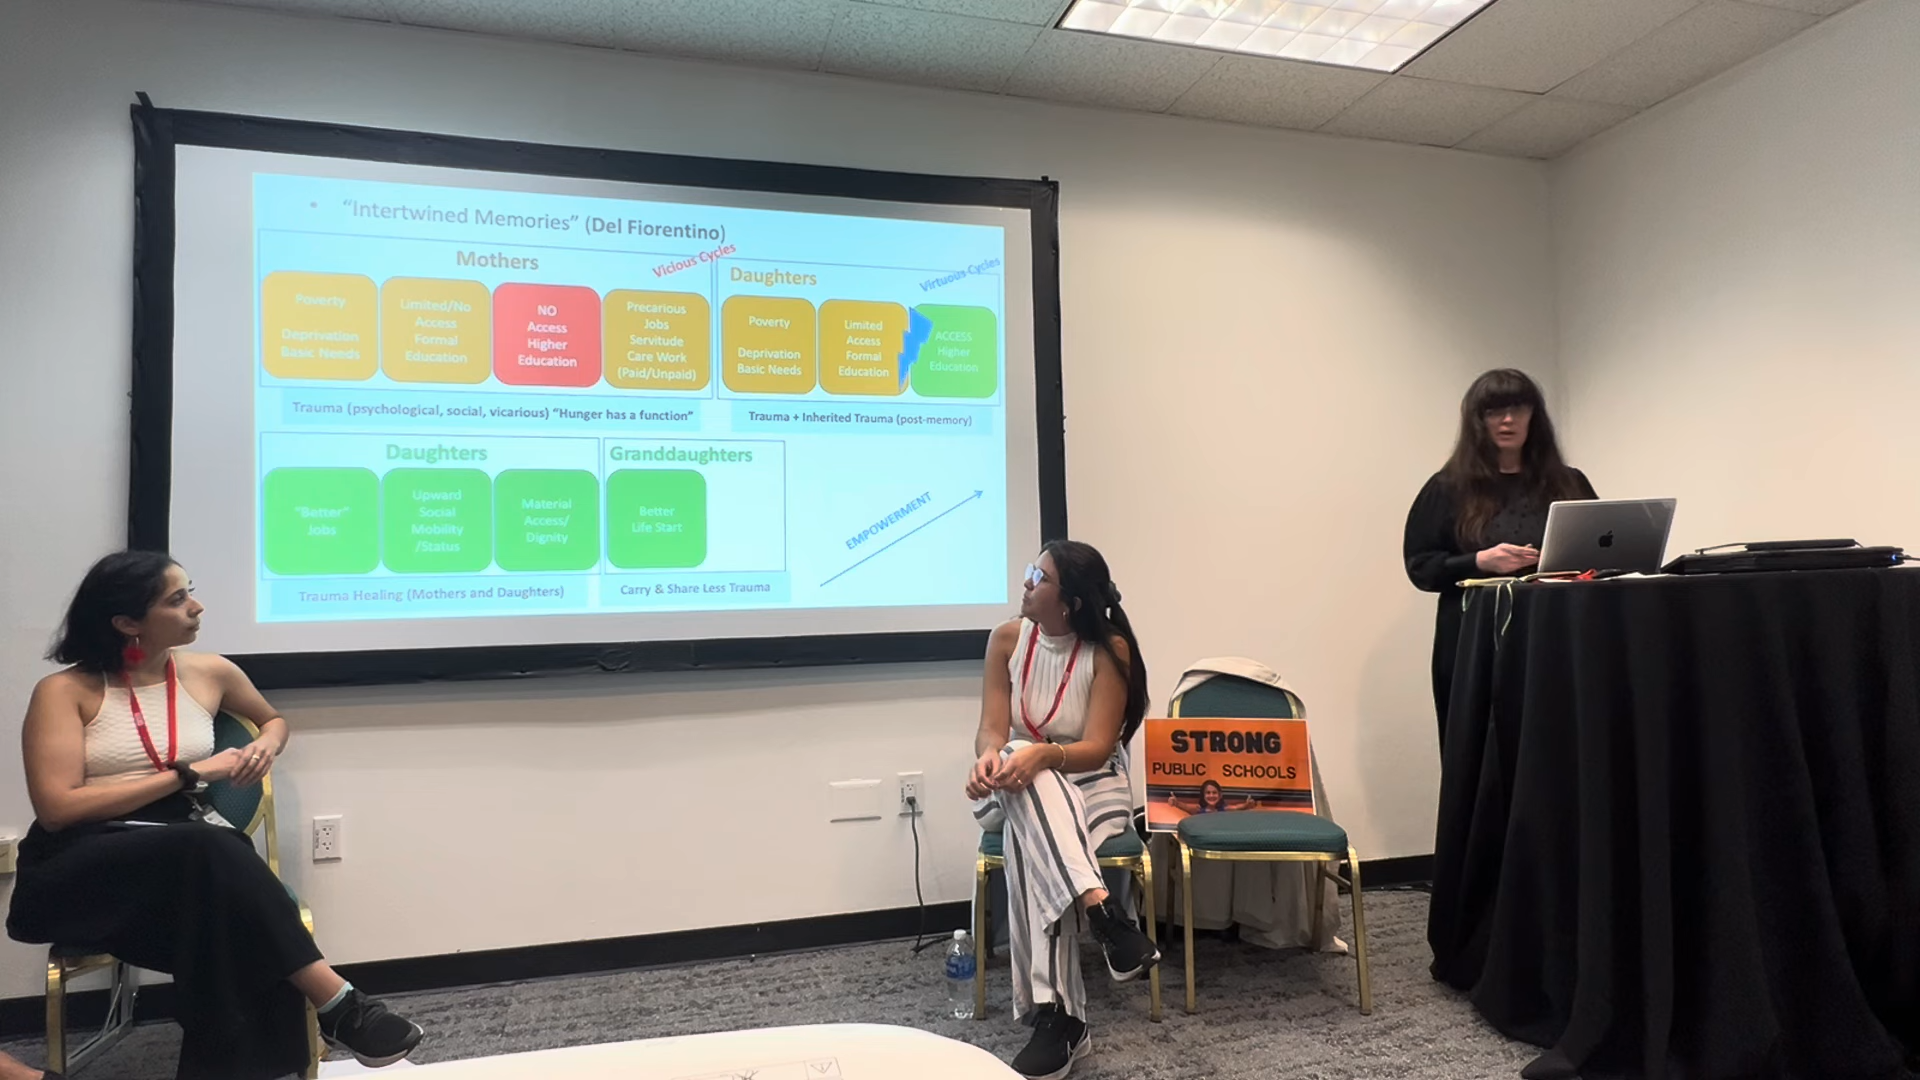 • “Intertwined Memories” (Del Fiorentino)
Mothers
Vicious Cycles
Poverty
Deprivation
Basic Needs
Limited/No
Access
Formal
Education
NO
Access
Higher
Education
Precarious
Jobs
Servitude
Care Work
(Paid/Unpaid)
Trauma (psychological, social, vicarious) “Hunger has a function”
Daughters
Virtuous Cycles
Poverty
Deprivation
Basic Needs
Limited
Access
Formal
Education
ACCESS
Higher
Education
Trauma + Inherited Trauma (post-memory)
Daughters
“Better”
Jobs
Upward
Social
Mobility
/Status
Material
Access/
Dignity
Trauma Healing (Mothers and Daughters)
Granddaughters
Better
Life Start
Carry & Share Less Trauma
EMPOWERMENT
STRONG
PUBLIC SCHOOLS